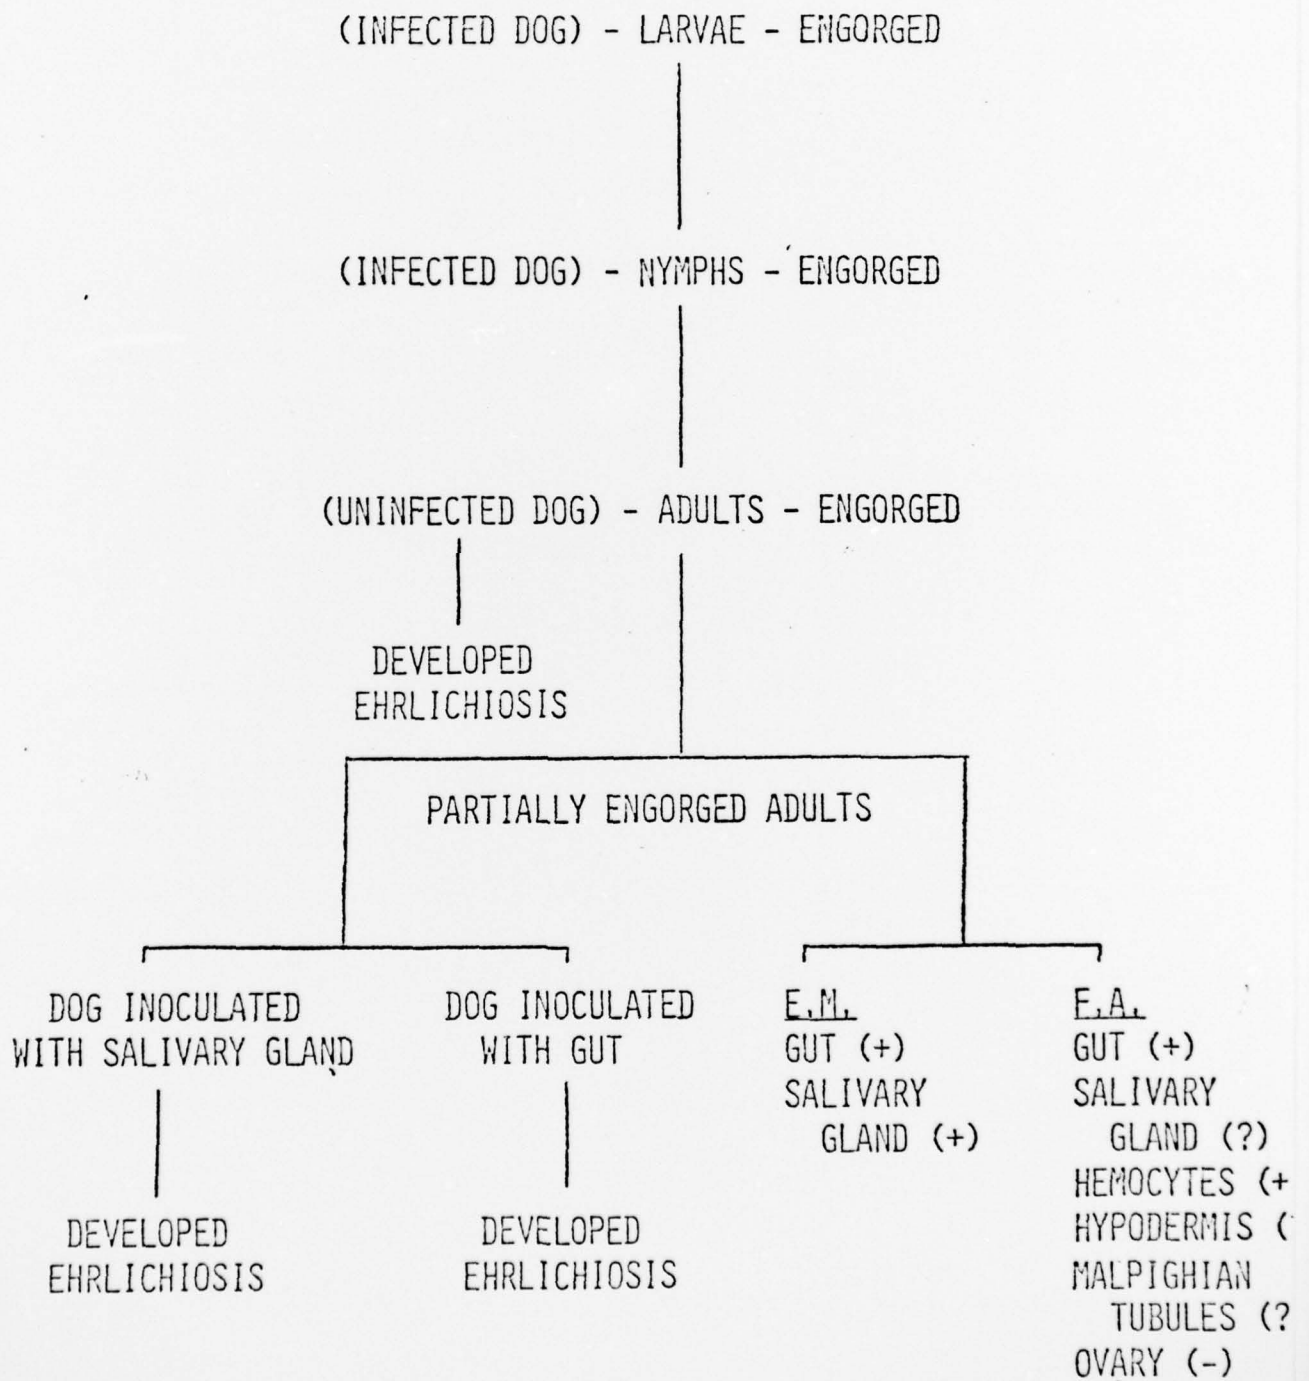 (INFECTED DOG) - LARVAE - ENGORGED
(INFECTED DOG) - NYMPHS - ENGORGED
(UNINFECTED DOG) - ADULTS - ENGORGED
DEVELOPED
EHRLICHIOSIS
PARTIALLY ENGORGED ADULTS
DOG INOCULATED
WITH SALIVARY GLAND
DEVELOPED
EHRLICHIOSIS
DOG INOCULATED
WITH GUT
DEVELOPED
EHRLICHIOSIS
E.M.
GUT (+)
SALIVARY
GLAND (+)
F.A.
GUT (+)
SALIVARY
GLAND (?)
HEMOCYTES (+
HYPODERMIS (
MALPIGHIAN
TUBULES (?
OVARY (-)